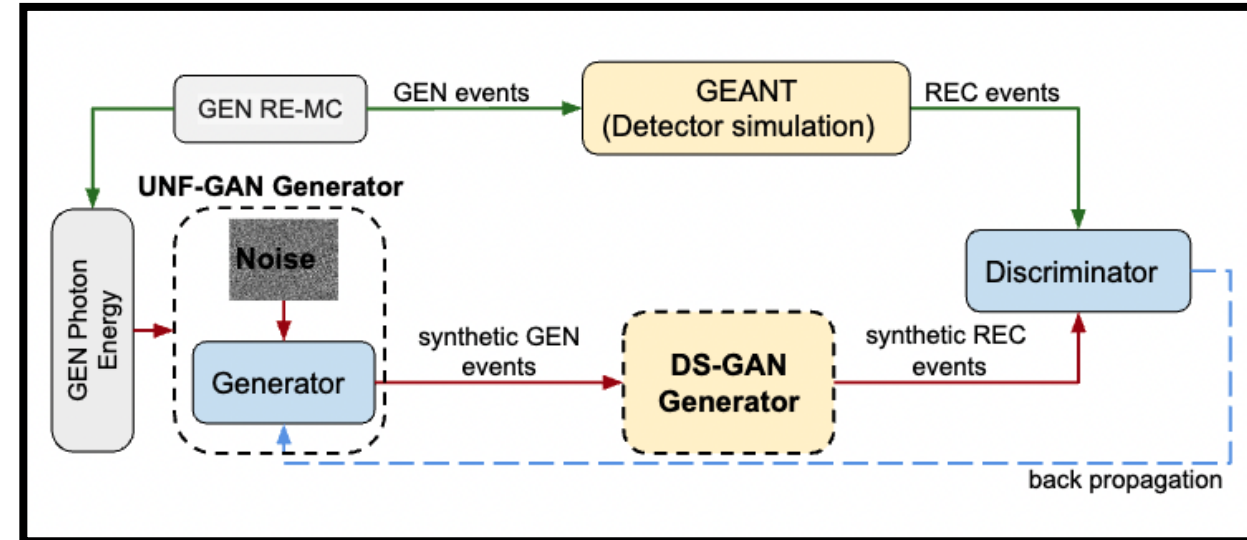 GEN RE-MC
GEN events
GEANT
(Detector simulation)
REC events
UNF-GAN Generator
GEN Photon
Energy
Noise
Generator
synthetic GEN
events
DS-GAN
Generator
synthetic REC
events
Discriminator
back propagation